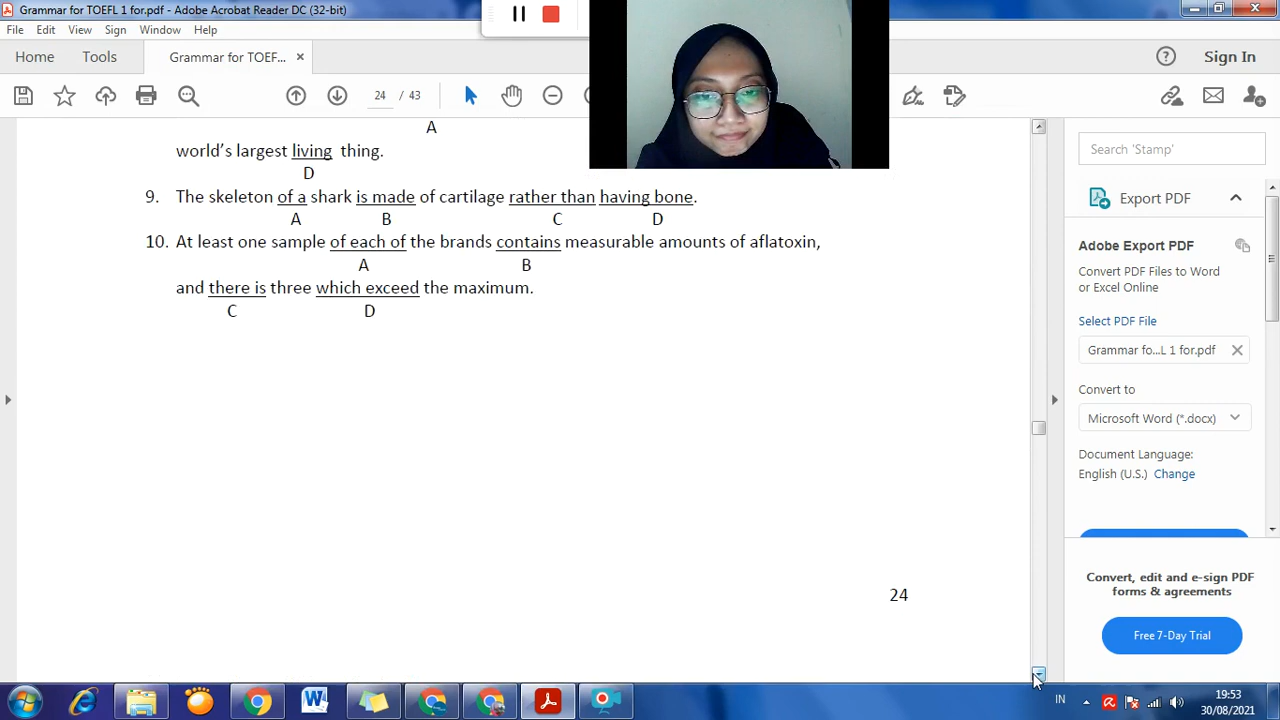 Grammar for TOEFL 1 for.pdf - Adobe Acrobat Reader DC (32-bit)
File Edit View Sign Window Help
Home Tools Grammar for TOEF... × Sign In
24 / 43
A
world's largest living thing.
D
9. The skeleton of a shark is made of cartilage rather than having bone.
A B C D
10. At least one sample of each of the brands contains measurable amounts of aflatoxin,
A B
and there is three which exceed the maximum.
C D
24
Search 'Stamp'
Export PDF
Adobe Export PDF
Convert PDF Files to Word
or Excel Online
Select PDF File
Grammar fo...L 1 for.pdf
Convert to
Microsoft Word (*.docx)
Document Language:
English (U.S.) Change
Convert, edit and e-sign PDF
forms & agreements
Free 7-Day Trial
IN
19:53
30/08/2021